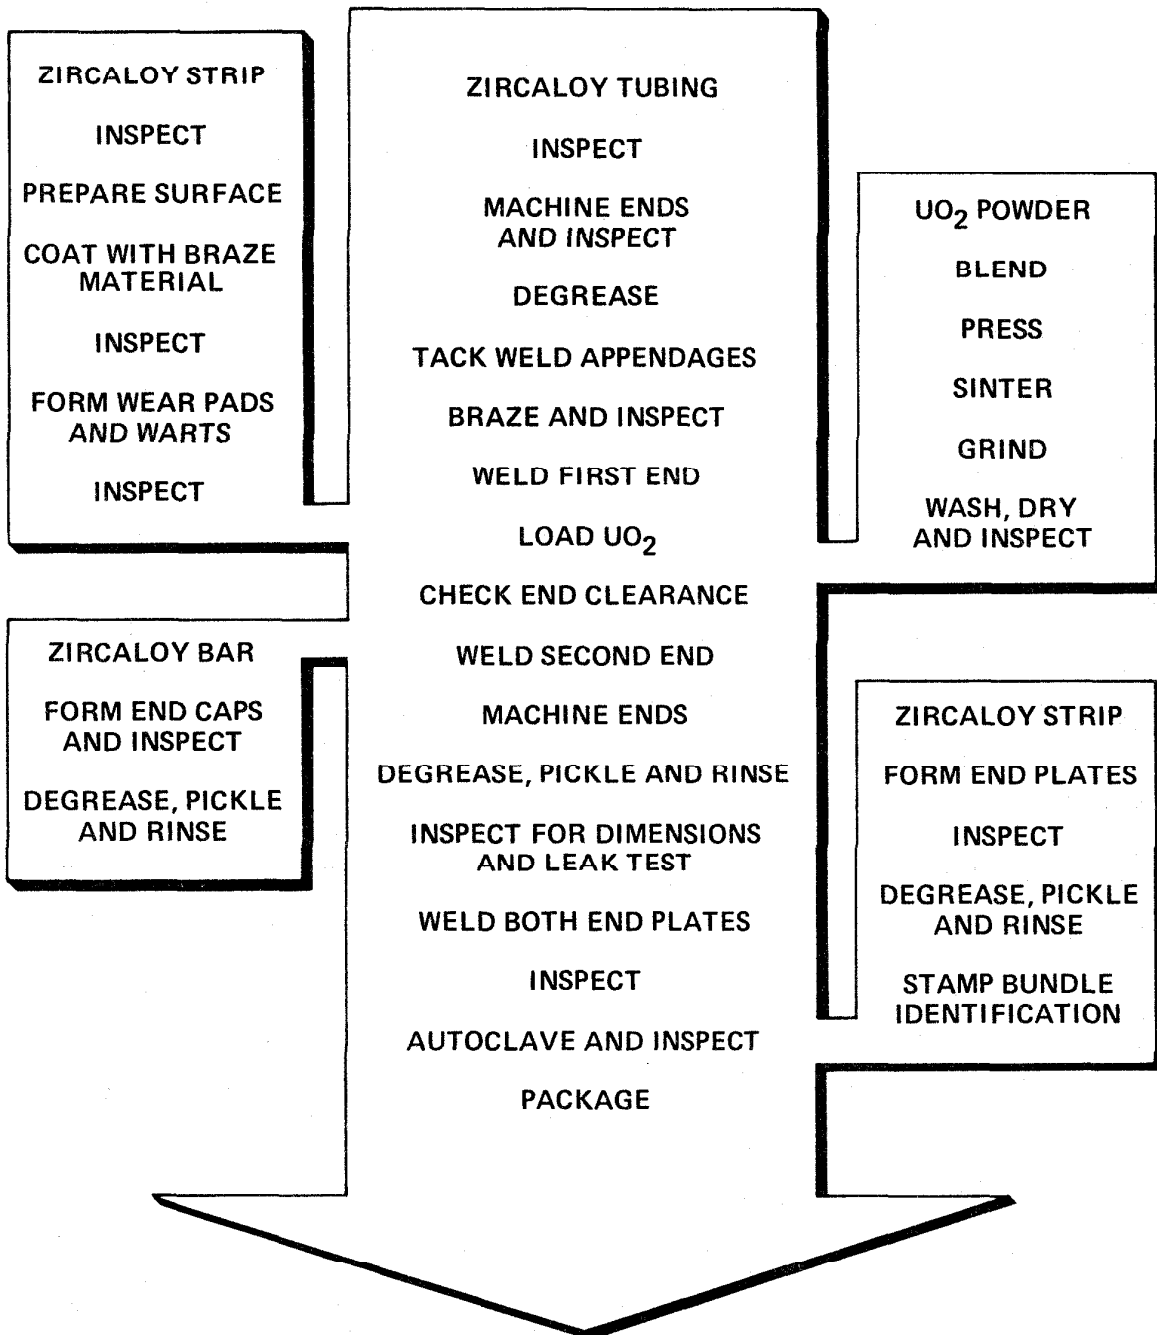 ZIRCALOY STRIP
INSPECT
PREPARE SURFACE
COAT WITH BRAZE
MATERIAL
INSPECT
FORM WEAR PADS
AND WARTS
INSPECT
ZIRCALOY BAR
FORM END CAPS
AND INSPECT
DEGREASE, PICKLE
AND RINSE
ZIRCALOY TUBING
INSPECT
MACHINE ENDS
AND INSPECT
DEGREASE
TACK WELD APPENDAGES
BRAZE AND INSPECT
WELD FIRST END
LOAD UO₂
CHECK END CLEARANCE
WELD SECOND END
MACHINE ENDS
DEGREASE, PICKLE AND RINSE
INSPECT FOR DIMENSIONS
AND LEAK TEST
WELD BOTH END PLATES
INSPECT
AUTOCLAVE AND INSPECT
PACKAGE
UO₂ POWDER
BLEND
PRESS
SINTER
GRIND
WASH, DRY
AND INSPECT
ZIRCALOY STRIP
FORM END PLATES
INSPECT
DEGREASE, PICKLE
AND RINSE
STAMP BUNDLE
IDENTIFICATION